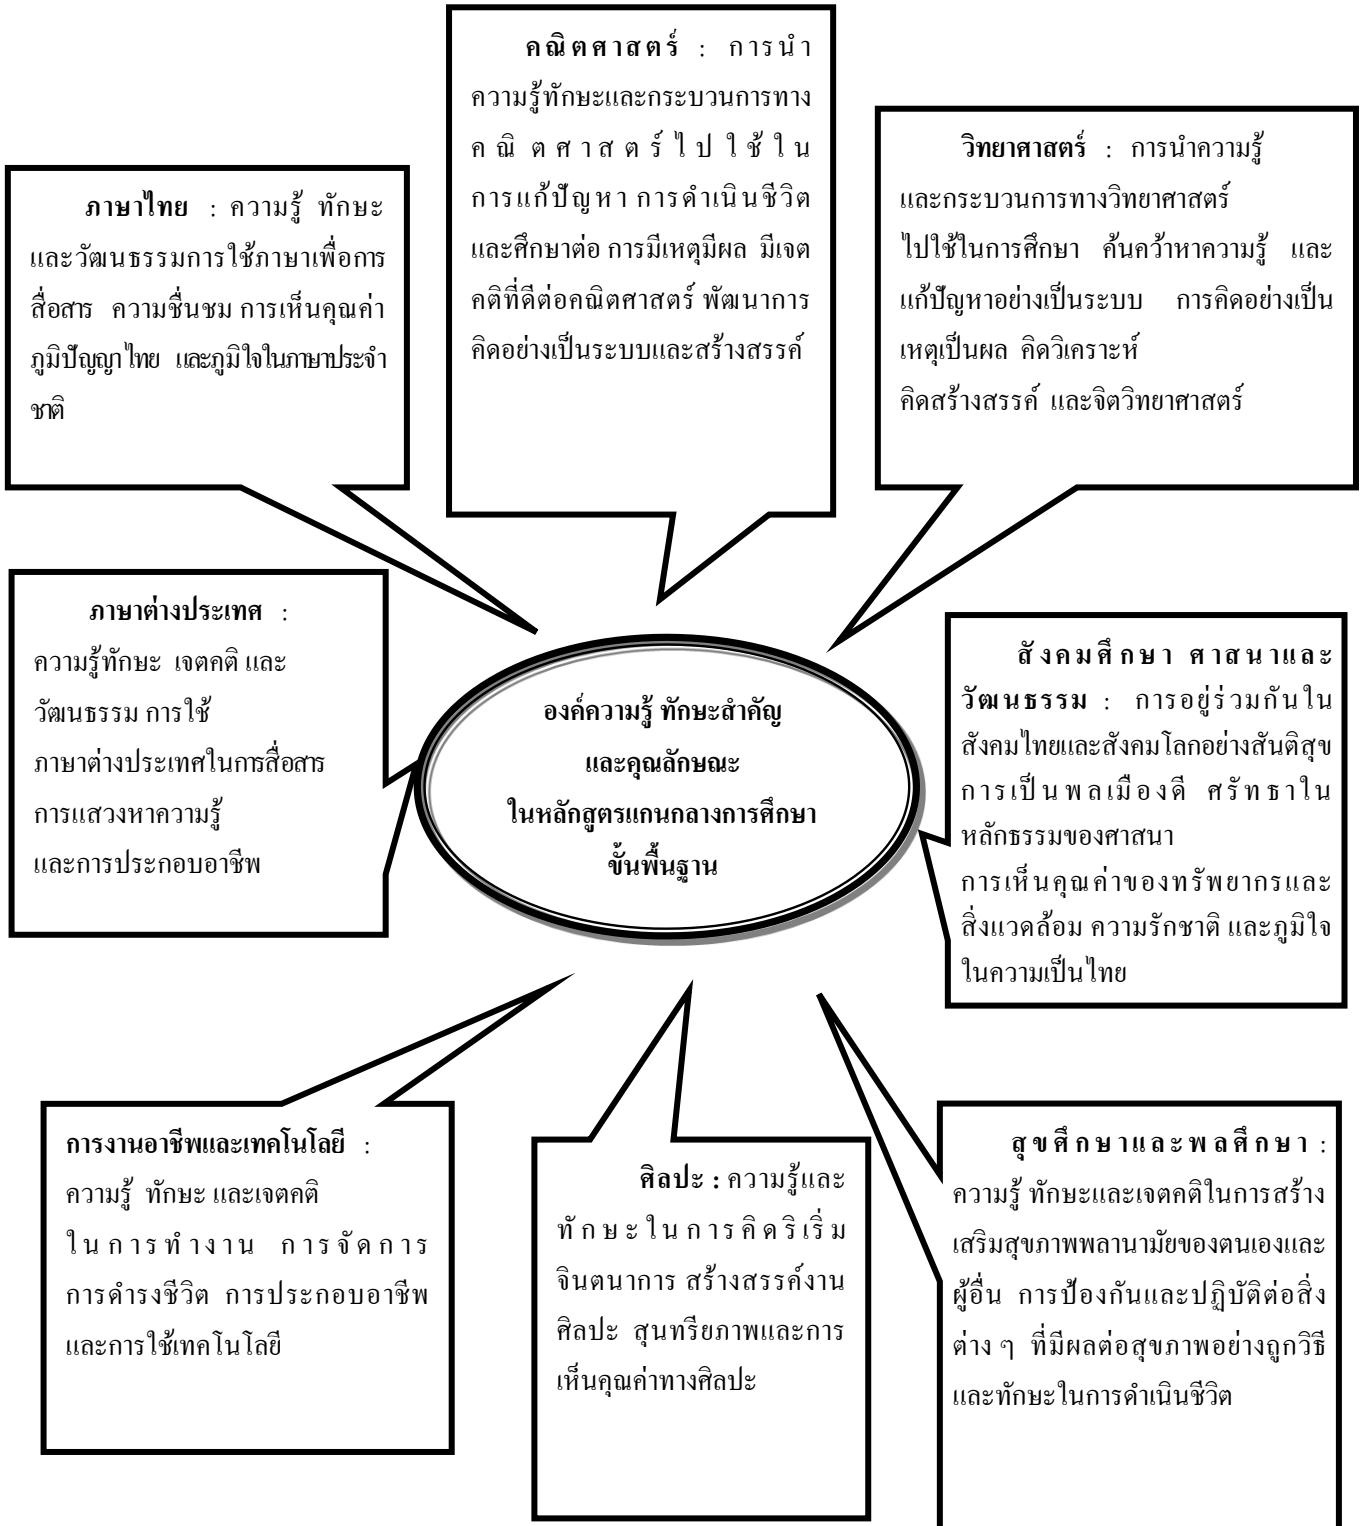 คณิตศาสตร์ : การนำ
ความรู้ทักษะและกระบวนการทาง
คณิตศาสตร์ไปใช้ใน
การแก้ปัญหา การดำเนินชีวิต
และศึกษาต่อ การมีเหตุมีผล มีเจต
คติที่ดีต่อคณิตศาสตร์ พัฒนาการ
คิดอย่างเป็นระบบและสร้างสรรค์
วิทยาศาสตร์ : การนำความรู้
และกระบวนการทางวิทยาศาสตร์
ไปใช้ในการศึกษา ค้นคว้าหาความรู้ และ
แก้ปัญหาอย่างเป็นระบบ การคิดอย่างเป็น
เหตุเป็นผล คิดวิเคราะห์
คิดสร้างสรรค์ และจิตวิทยาศาสตร์
ภาษาไทย : ความรู้ ทักษะ
และวัฒนธรรมการใช้ภาษาเพื่อการ
สื่อสาร ความชื่นชม การเห็นคุณค่า
ภูมิปัญญาไทย และภูมิใจในภาษาประจำ
ชาติ
ภาษาต่างประเทศ :
ความรู้ทักษะ เจตคติ และ
วัฒนธรรม การใช้
ภาษาต่างประเทศในการสื่อสาร
การแสวงหาความรู้
และการประกอบอาชีพ
องค์ความรู้ ทักษะสำคัญ
และคุณลักษณะ
ในหลักสูตรแกนกลางการศึกษา
ขั้นพื้นฐาน
สังคมศึกษา ศาสนาและ
วัฒนธรรม : การอยู่ร่วมกันใน
สังคมไทยและสังคมโลกอย่างสันติสุข
การเป็นพลเมืองดี ศรัทธาใน
หลักธรรมของศาสนา
การเห็นคุณค่าของทรัพยากรและ
สิ่งแวดล้อม ความรักชาติ และภูมิใจ
ในความเป็นไทย
การงานอาชีพและเทคโนโลยี :
ความรู้ ทักษะ และเจตคติ
ในการทำงาน การจัดการ
การดำรงชีวิต การประกอบอาชีพ
และการใช้เทคโนโลยี
ศิลปะ : ความรู้และ
ทักษะในการคิดริเริ่ม
จินตนาการ สร้างสรรค์งาน
ศิลปะ สุนทรียภาพและการ
เห็นคุณค่าทางศิลปะ
สุขศึกษาและพลศึกษา :
ความรู้ ทักษะและเจตคติในการสร้าง
เสริมสุขภาพพลานามัยของตนเองและ
ผู้อื่น การป้องกันและปฏิบัติต่อสิ่ง
ต่าง ๆ ที่มีผลต่อสุขภาพอย่างถูกวิธี
และทักษะในการดำเนินชีวิต